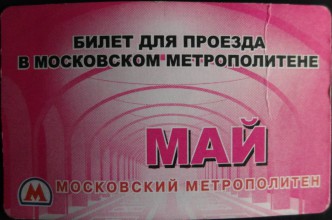 БИЛЕТ ДЛЯ ПРОЕЗДА
В МОСКОВСКОМ МЕТРОПОЛИТЕНЕ
МАЙ
М МОСКОВСКИЙ МЕТРОПОЛИТЕН